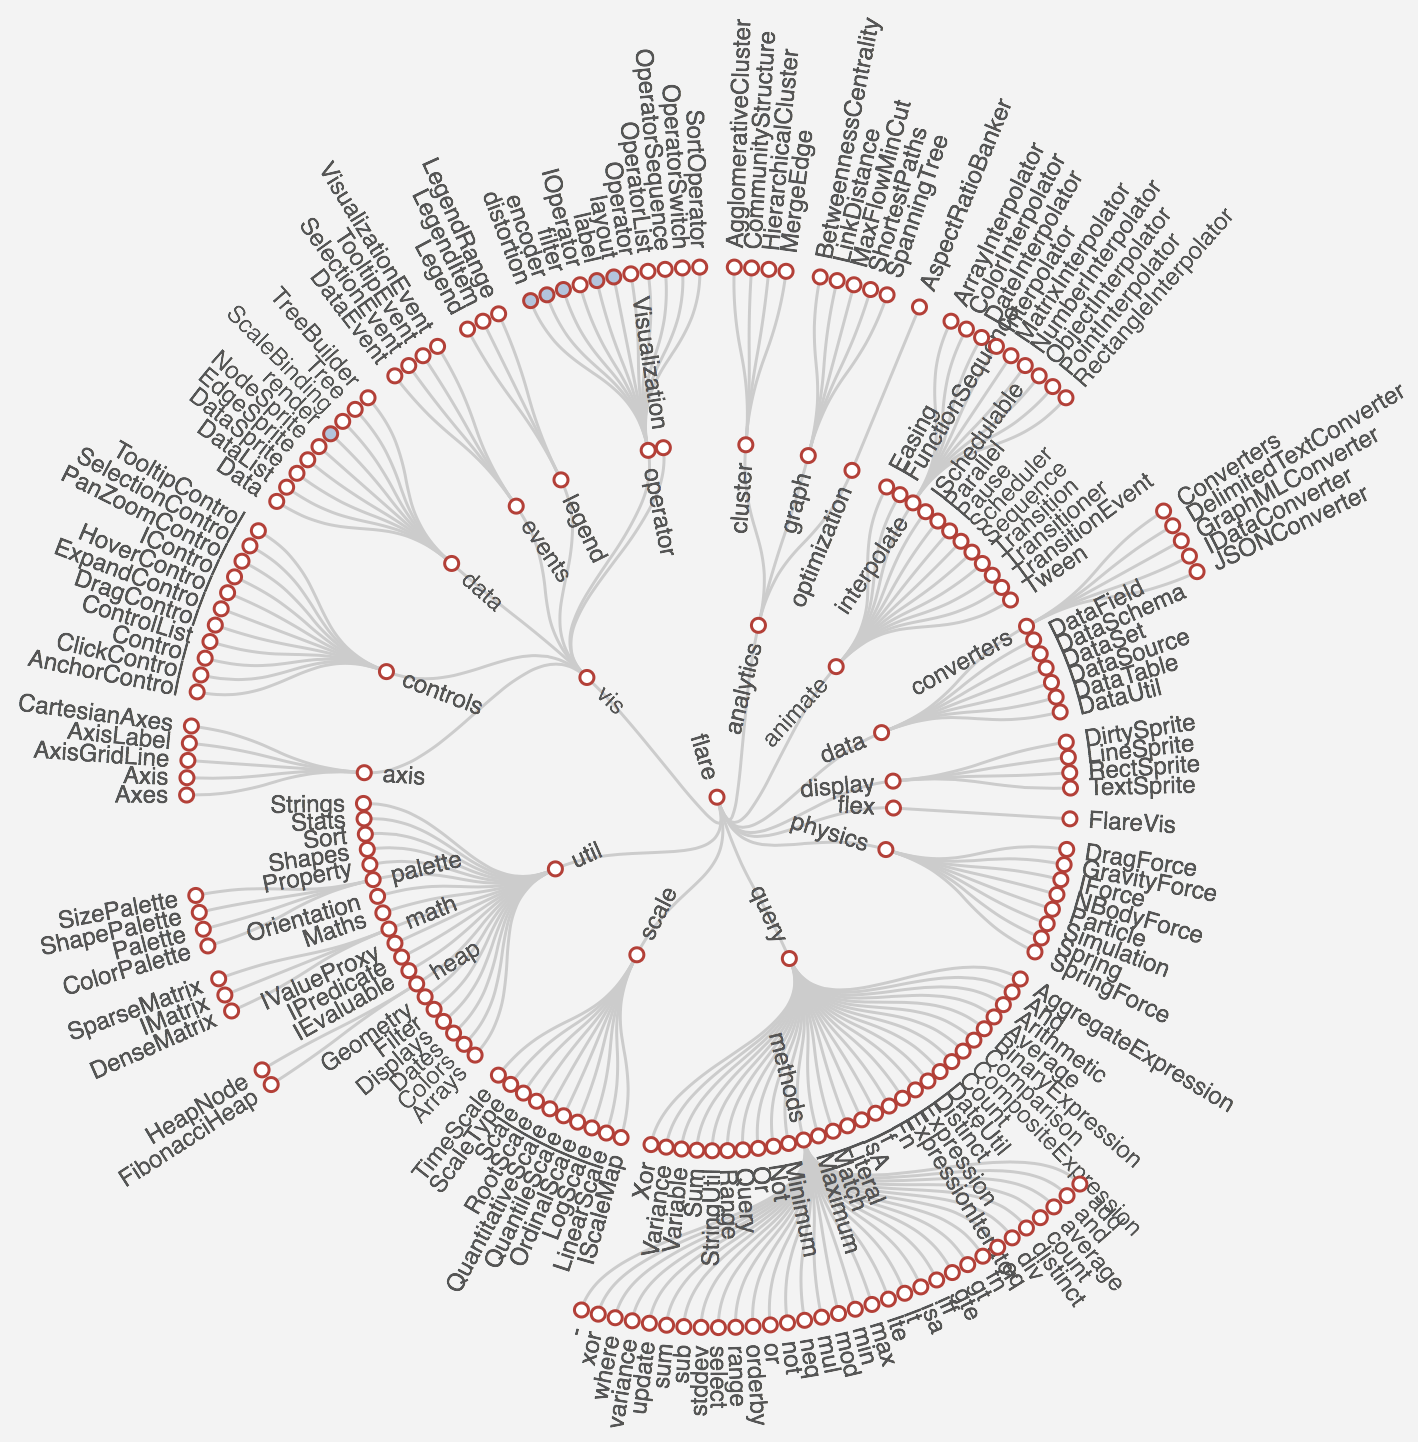 flare
analytics
cluster
AgglomerativeCluster
CommunityStructure
HierarchicalCluster
MergeEdge
graph
BetweennessCentrality
LinkDistance
MaxFlowMinCut
ShortestPaths
SpanningTree
optimization
AspectRatioBanker
animate
Easing
FunctionSequence
interpolate
ArrayInterpolator
ColorInterpolator
DateInterpolator
Interpolator
MatrixInterpolator
NumberInterpolator
ObjectInterpolator
PointInterpolator
RectangleInterpolator
ISchedulable
Parallel
Pause
Scheduler
Sequence
Transition
Transitioner
TransitionEvent
Tween
data
converters
Converters
DelimitedTextConverter
GraphMLConverter
IDataConverter
JSONConverter
DataField
DataSchema
DataSet
DataSource
DataTable
DataUtil
display
DirtySprite
LineSprite
RectSprite
TextSprite
flex
FlareVis
physics
DragForce
GravityForce
IForce
NBodyForce
Particle
Simulation
Spring
SpringForce
query
AggregateExpression
And
Arithmetic
Average
BinaryExpression
Comparison
CompositeExpression
Count
DateUtil
Distinct
Expression
ExpressionIterator
Fn
If
IsA
Literal
Match
Maximum
methods
add
and
average
count
distinct
div
eq
fn
gt
gte
iff
isa
lt
lte
max
min
mod
mul
neq
not
or
orderby
range
select
stddev
sub
sum
update
variance
where
xor
-
Minimum
Not
Or
Query
Range
StringUtil
Sum
Variable
Variance
Xor
scale
IScaleMap
LinearScale
LogScale
OrdinalScale
QuantileScale
QuantitativeScale
RootScale
Scale
ScaleType
TimeScale
util
Arrays
Colors
Dates
Displays
Filter
Geometry
heap
FibonacciHeap
HeapNode
IEvaluable
IPredicate
IValueProxy
math
DenseMatrix
IMatrix
SparseMatrix
Maths
Orientation
palette
ColorPalette
Palette
ShapePalette
SizePalette
Property
Shapes
Sort
Stats
Strings
vis
axis
Axes
Axis
AxisGridLine
AxisLabel
CartesianAxes
controls
AnchorControl
ClickControl
Control
ControlList
DragControl
ExpandControl
HoverControl
IControl
PanZoomControl
SelectionControl
TooltipControl
data
Data
DataList
DataSprite
EdgeSprite
NodeSprite
render
ScaleBinding
Tree
TreeBuilder
events
DataEvent
SelectionEvent
TooltipEvent
VisualizationEvent
legend
Legend
LegendItem
LegendRange
operator
distortion
encoder
filter
IOperator
label
layout
Operator
OperatorList
OperatorSequence
OperatorSwitch
SortOperator
Visualization